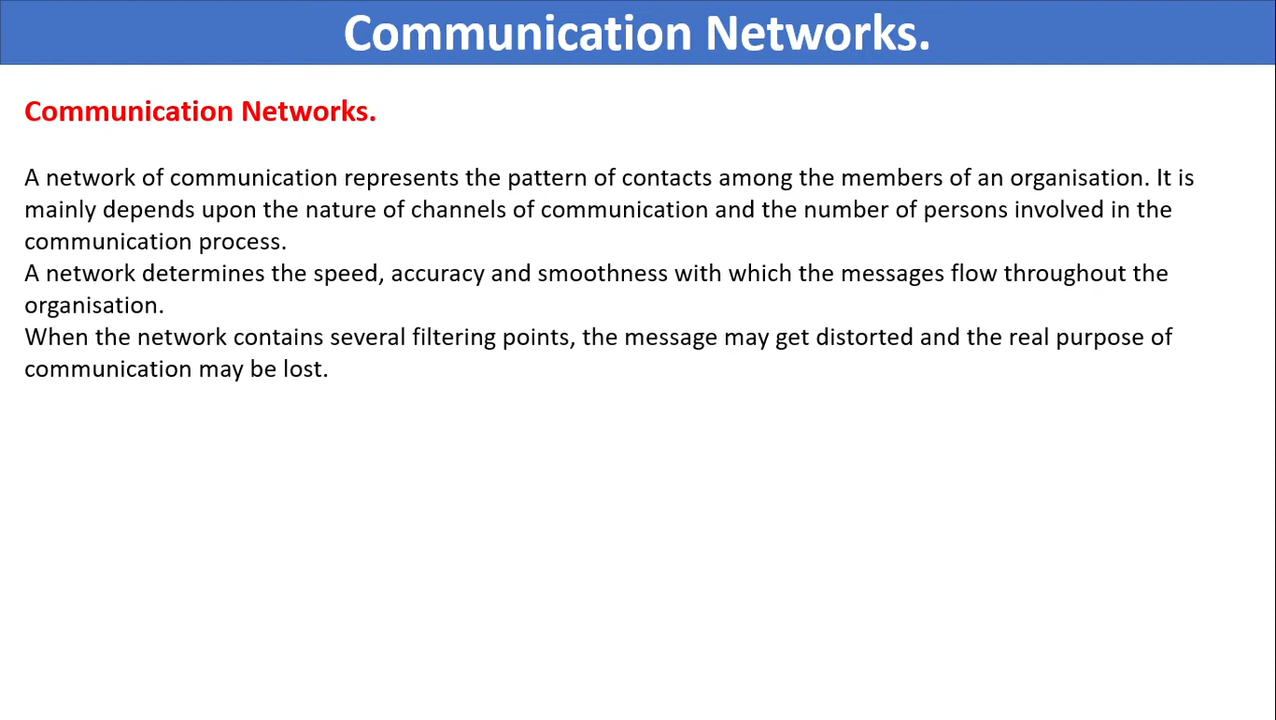 Communication Networks.
Communication Networks.
A network of communication represents the pattern of contacts among the members of an organisation. It is
mainly depends upon the nature of channels of communication and the number of persons involved in the
communication process.
A network determines the speed, accuracy and smoothness with which the messages flow throughout the
organisation.
When the network contains several filtering points, the message may get distorted and the real purpose of
communication may be lost.